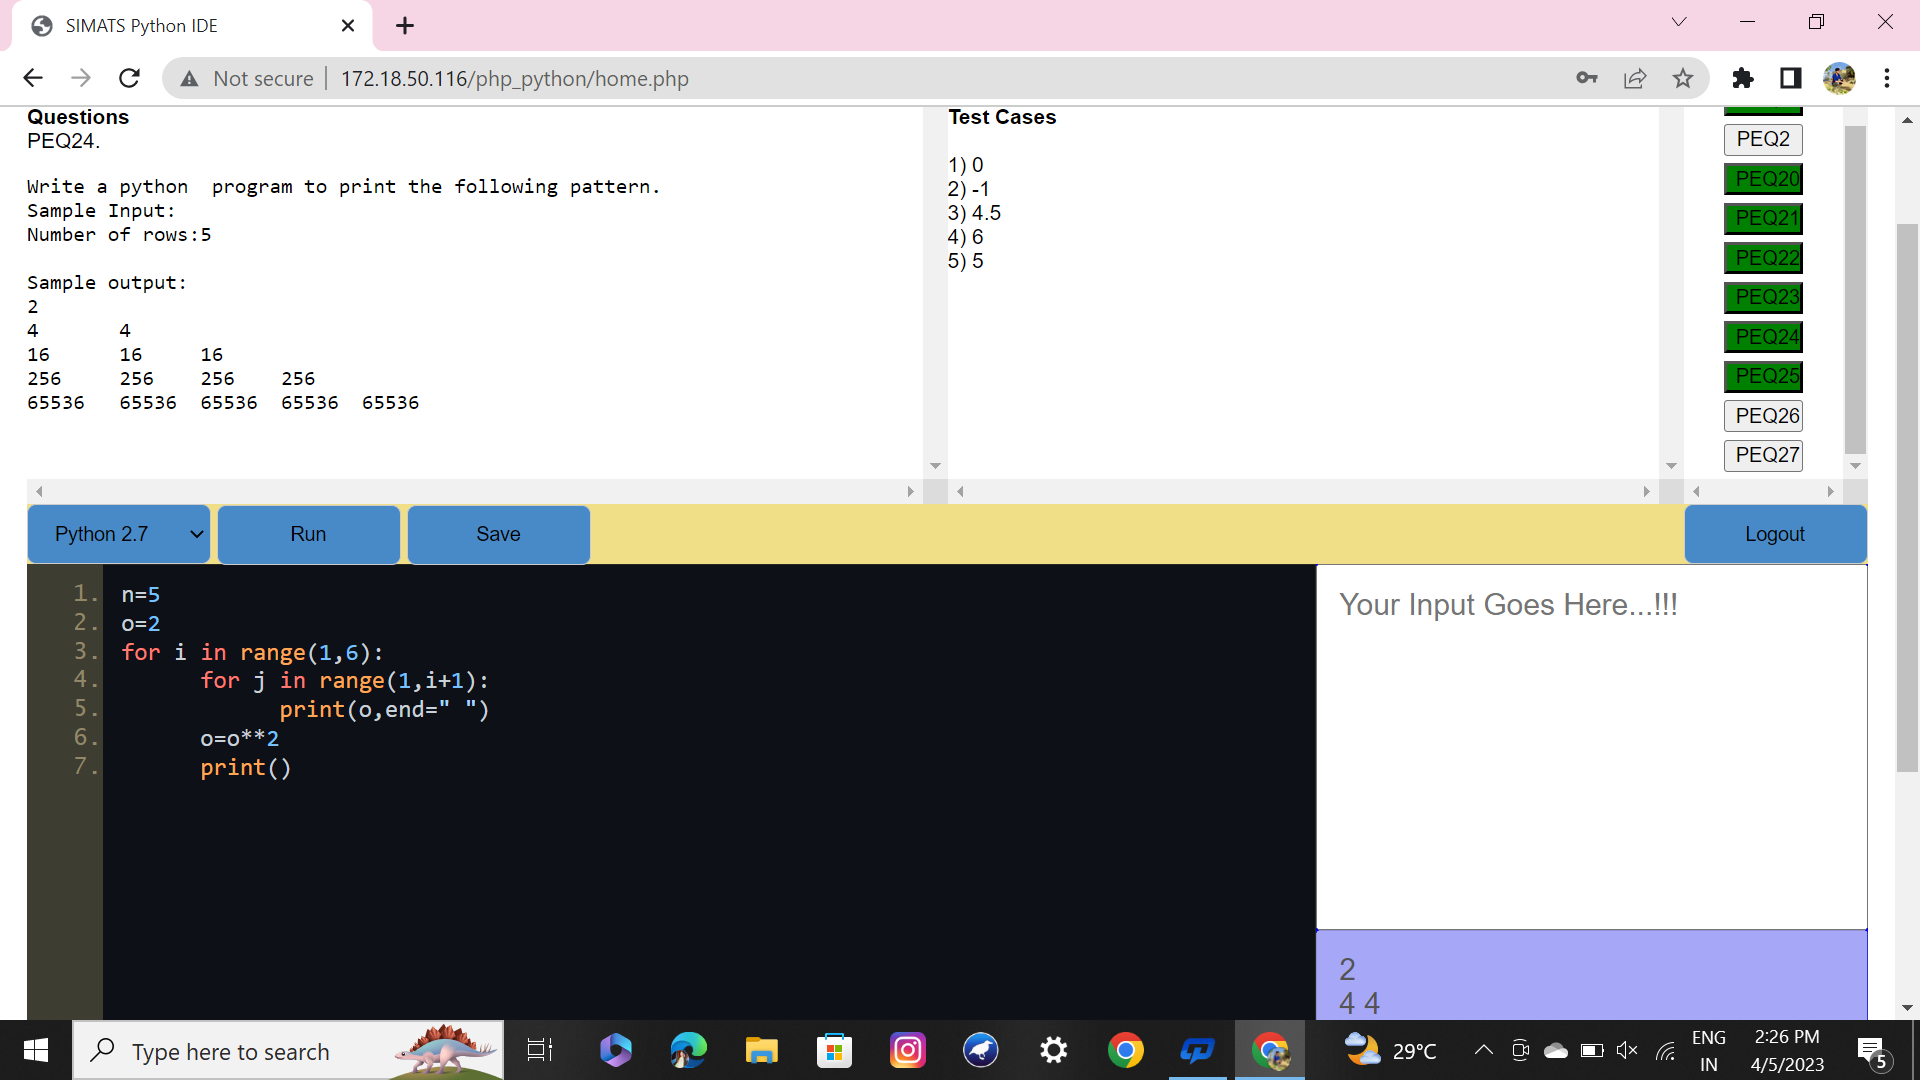 SIMATS Python IDE
Not secure
172.18.50.116/php_python/home.php
Questions
PEQ24.
Write a python  program to print the following pattern.
Sample Input:
Number of rows:5
Sample output:
2
4 4
16 16 16
256 256 256 256
65536 65536 65536 65536 65536
Test Cases
1) 0
2) -1
3) 4.5
4) 6
5) 5
PEQ2
PEQ20
PEQ21
PEQ22
PEQ23
PEQ24
PEQ25
PEQ26
PEQ27
Python 2.7
Run
Save
Logout
1. n=5
2. o=2
3. for i in range(1,6):
4. for j in range(1,i+1):
5. print(o,end=" ")
6. o=o**2
7. print()
Your Input Goes Here...!!!
2
4 4
Type here to search
29°C
ENG
IN
2:26 PM
4/5/2023
5